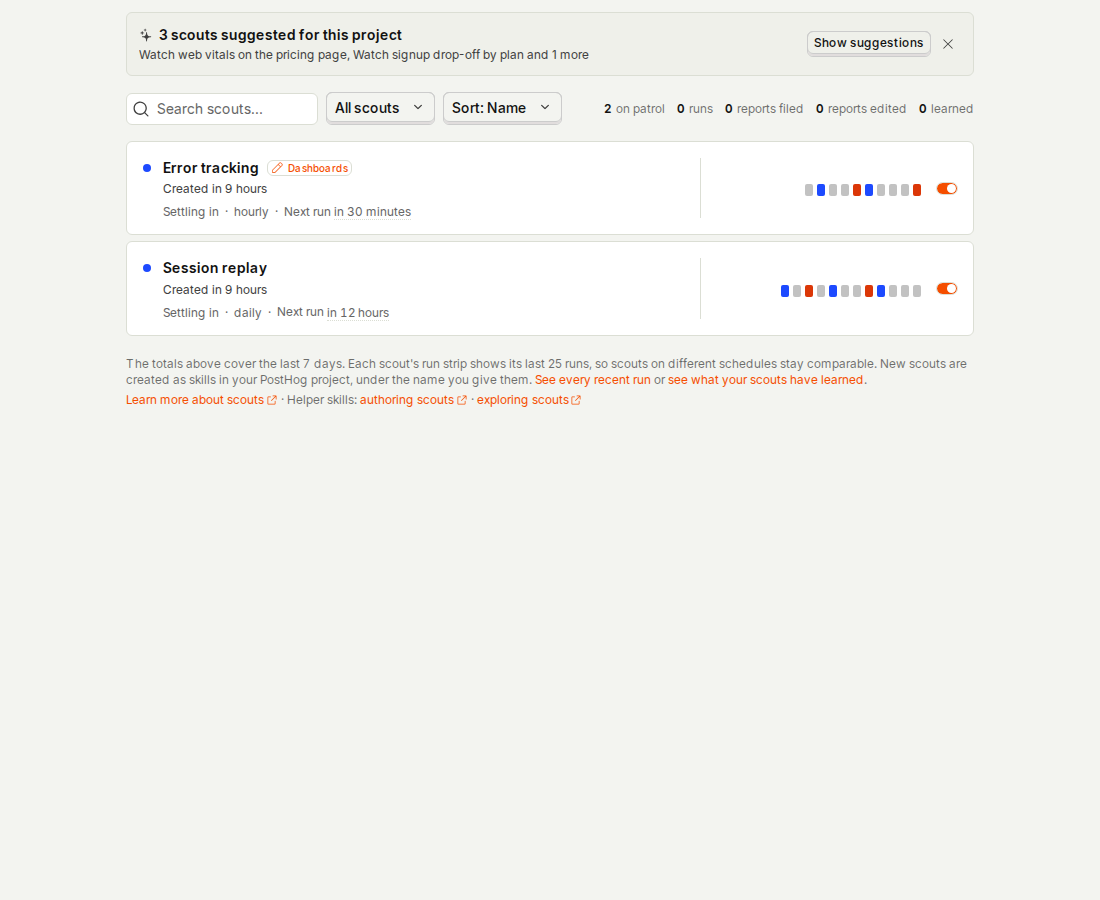 3 scouts suggested for this project
Watch web vitals on the pricing page, Watch signup drop-off by plan and 1 more
Show suggestions
Search scouts...
All scouts
Sort: Name
2 on patrol 0 runs 0 reports filed 0 reports edited 0 learned
Error tracking Dashboards
Created in 9 hours
Settling in · hourly · Next run in 30 minutes
Session replay
Created in 9 hours
Settling in · daily · Next run in 12 hours
The totals above cover the last 7 days. Each scout's run strip shows its last 25 runs, so scouts on different schedules stay comparable. New scouts are
created as skills in your PostHog project, under the name you give them. See every recent run or see what your scouts have learned.
Learn more about scouts · Helper skills: authoring scouts · exploring scouts